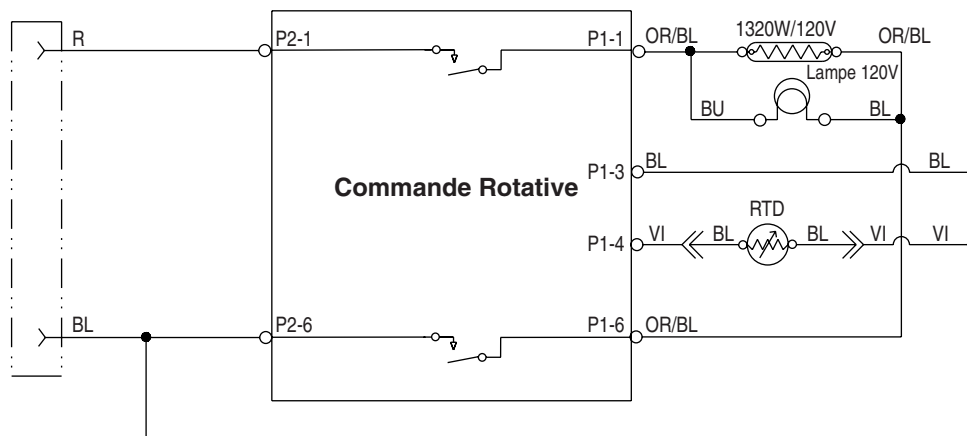 R
P2-1
P1-1
OR/BL
1320W/120V
OR/BL
Lampe 120V
BU
BL
P1-3
BL
BL
Commande Rotative
RTD
P1-4
VI
BL
BL
VI
VI
BL
P2-6
P1-6
OR/BL